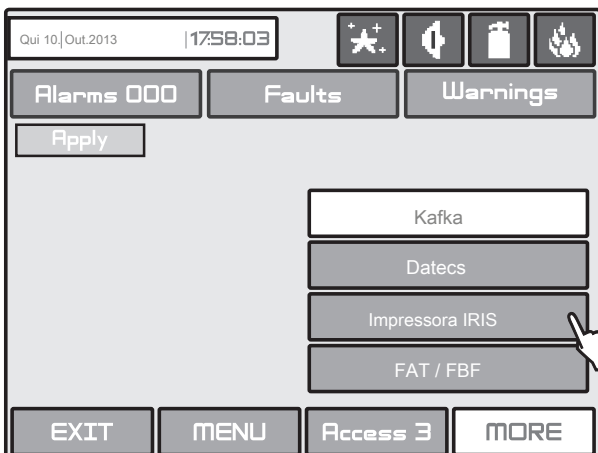 Qui 10. Out.2013 17:58:03
Alarms 000 Faults Warnings
Apply
Kafka
Datecs
Impressora IRIS
FAT / FBF
EXIT MENU Access 3 MORE